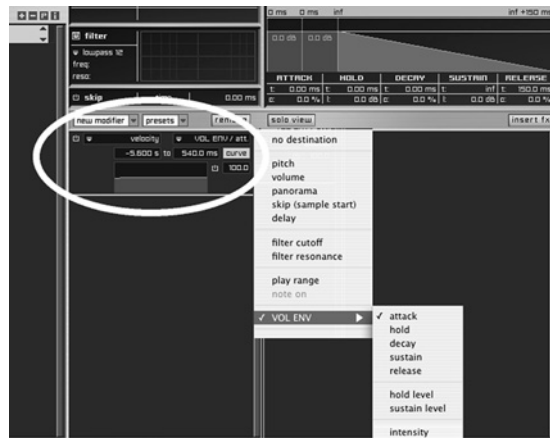 0 ms 0 ms inf inf +150 ms
filter
lowpass 12
freq:
reso:
0.0 dB 0.0 dB
ATTACK HOLD DECAY SUSTAIN RELEASE
t: 0.00 ms t: 0.00 ms t: 0.00 ms t: inf t: 150.0 ms
c: 0.0 % l: 0.0 dB c: 0.0 % l: 0.0 dB c: 0.0 %
skip time 0.00 ms
new modifier presets remove solo view insert fx
velocity VOL ENV / att
-5.600 s to 540.0 ms curve
100.0
no destination
pitch
volume
panorama
skip (sample start)
delay
filter cutoff
filter resonance
play range
note on
✓ VOL ENV
✓ attack
hold
decay
sustain
release
hold level
sustain level
intensity